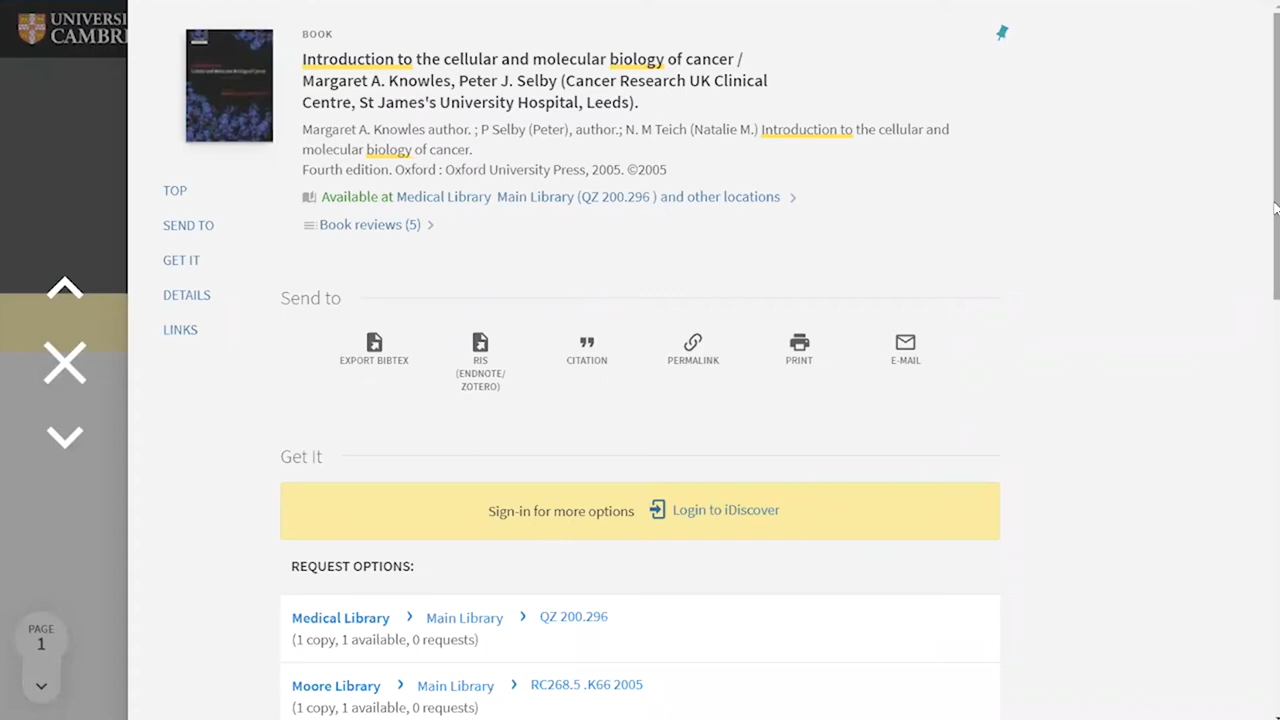 UNIVERSI
CAMBRI
BOOK
Introduction to the cellular and molecular biology of cancer /
Margaret A. Knowles, Peter J. Selby (Cancer Research UK Clinical
Centre, St James's University Hospital, Leeds).
Margaret A. Knowles author. ; P Selby (Peter), author.; N. M Teich (Natalie M.) Introduction to the cellular and
molecular biology of cancer.
Fourth edition. Oxford : Oxford University Press, 2005. ©2005
Available at Medical Library Main Library (QZ 200.296 ) and other locations
Book reviews (5)
TOP
SEND TO
GET IT
DETAILS
LINKS
Send to
EXPORT BIBTEX
RIS
(ENDNOTE/
ZOTERO)
CITATION
PERMALINK
PRINT
E-MAIL
Get It
Sign-in for more options Login to iDiscover
REQUEST OPTIONS:
Medical Library Main Library QZ 200.296
(1 copy, 1 available, 0 requests)
Moore Library Main Library RC268.5 .K66 2005
(1 copy, 1 available, 0 requests)
PAGE
1